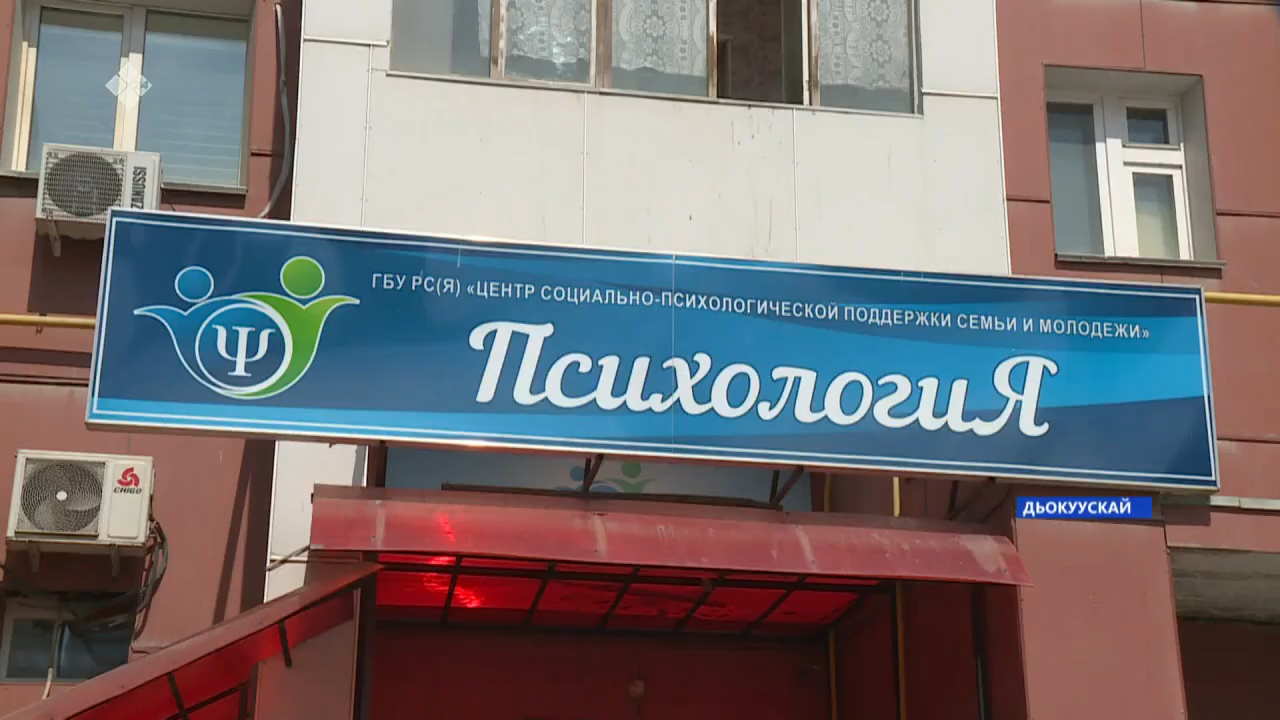 ZANUSSI
ГБУ РС(Я) «ЦЕНТР СОЦИАЛЬНО-ПСИХОЛОГИЧЕСКОЙ ПОДДЕРЖКИ СЕМЬИ И МОЛОДЕЖИ»
Ψ
ПсихологиЯ
CHIGO
ДЬОКУУСКАЙ